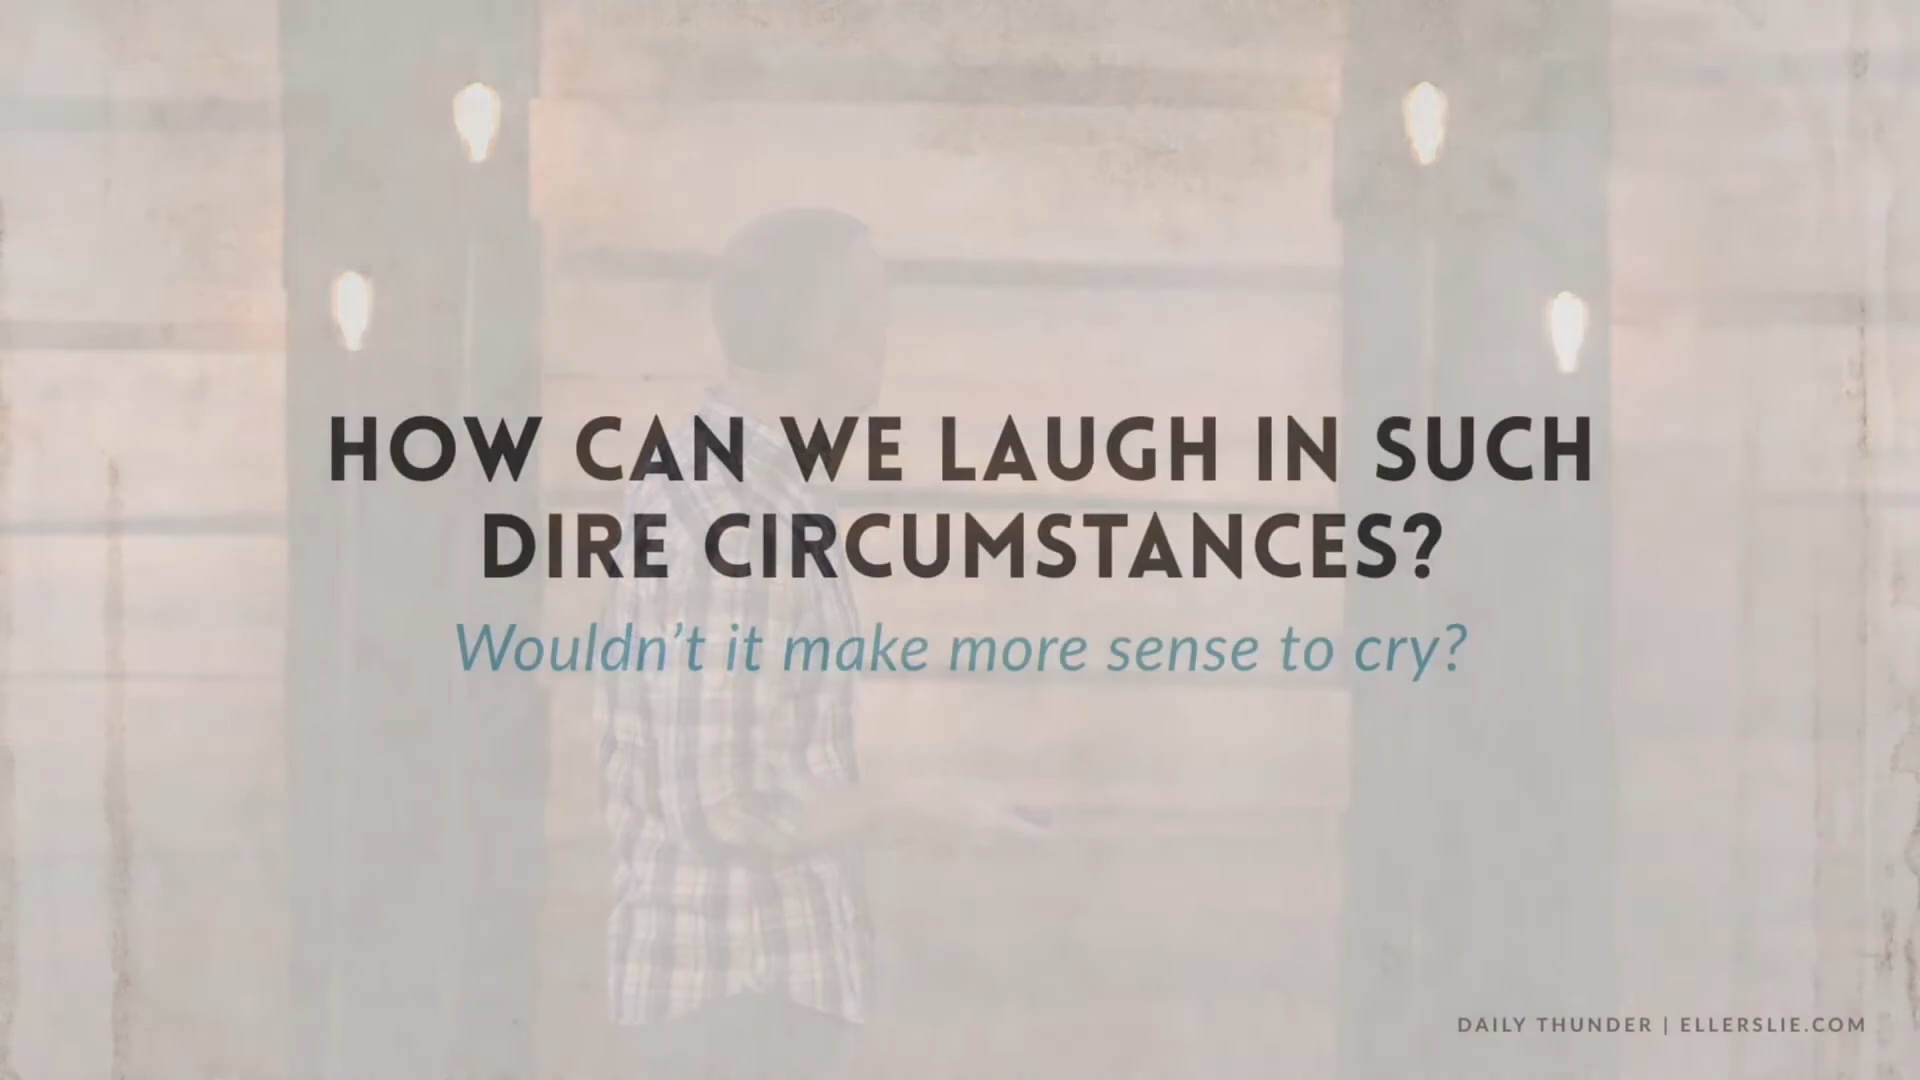 HOW CAN WE LAUGH IN SUCH
DIRE CIRCUMSTANCES?
Wouldn’t it make more sense to cry?
DAILY THUNDER | ELLERSLIE.COM